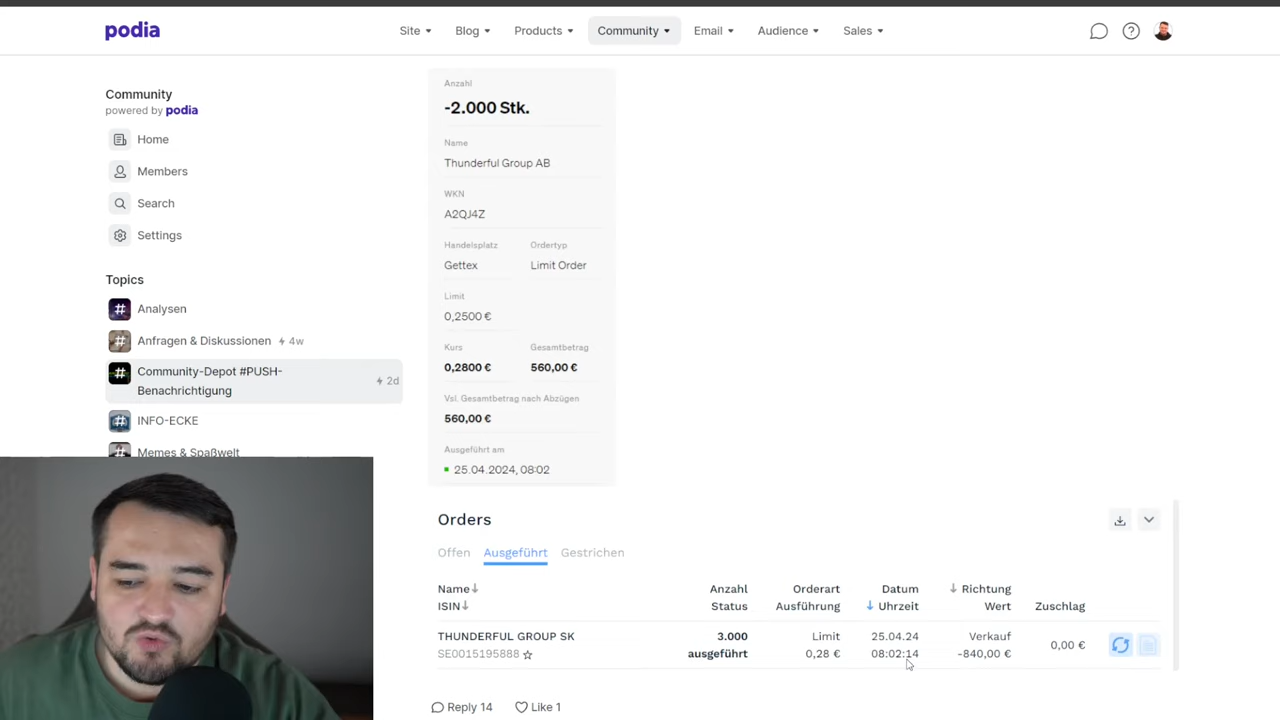 podia
Site
Blog
Products
Community
Email
Audience
Sales
Community
powered by podia
Home
Members
Search
Settings
Topics
Analysen
Anfragen & Diskussionen 4w
Community-Depot #PUSH-
Benachrichtigung
2d
INFO-ECKE
Memes & Spaßwelt
Anzahl
-2.000 Stk.
Name
Thunderful Group AB
WKN
A2QJ4Z
Handelsplatz Ordertyp
Gettex Limit Order
Limit
0,2500 €
Kurs Gesamtbetrag
0,2800 € 560,00 €
Vsl. Gesamtbetrag nach Abzügen
560,00 €
Ausgeführt am
25.04.2024, 08:02
Orders
Offen Ausgeführt Gestrichen
Name Anzahl Orderart Datum Richtung
ISIN Status Ausführung Uhrzeit Wert Zuschlag
THUNDERFUL GROUP SK 3.000 Limit 25.04.24 Verkauf
SE0015195888 ausgeführt 0,28 € 08:02:14 -840,00 € 0,00 €
Reply 14 Like 1